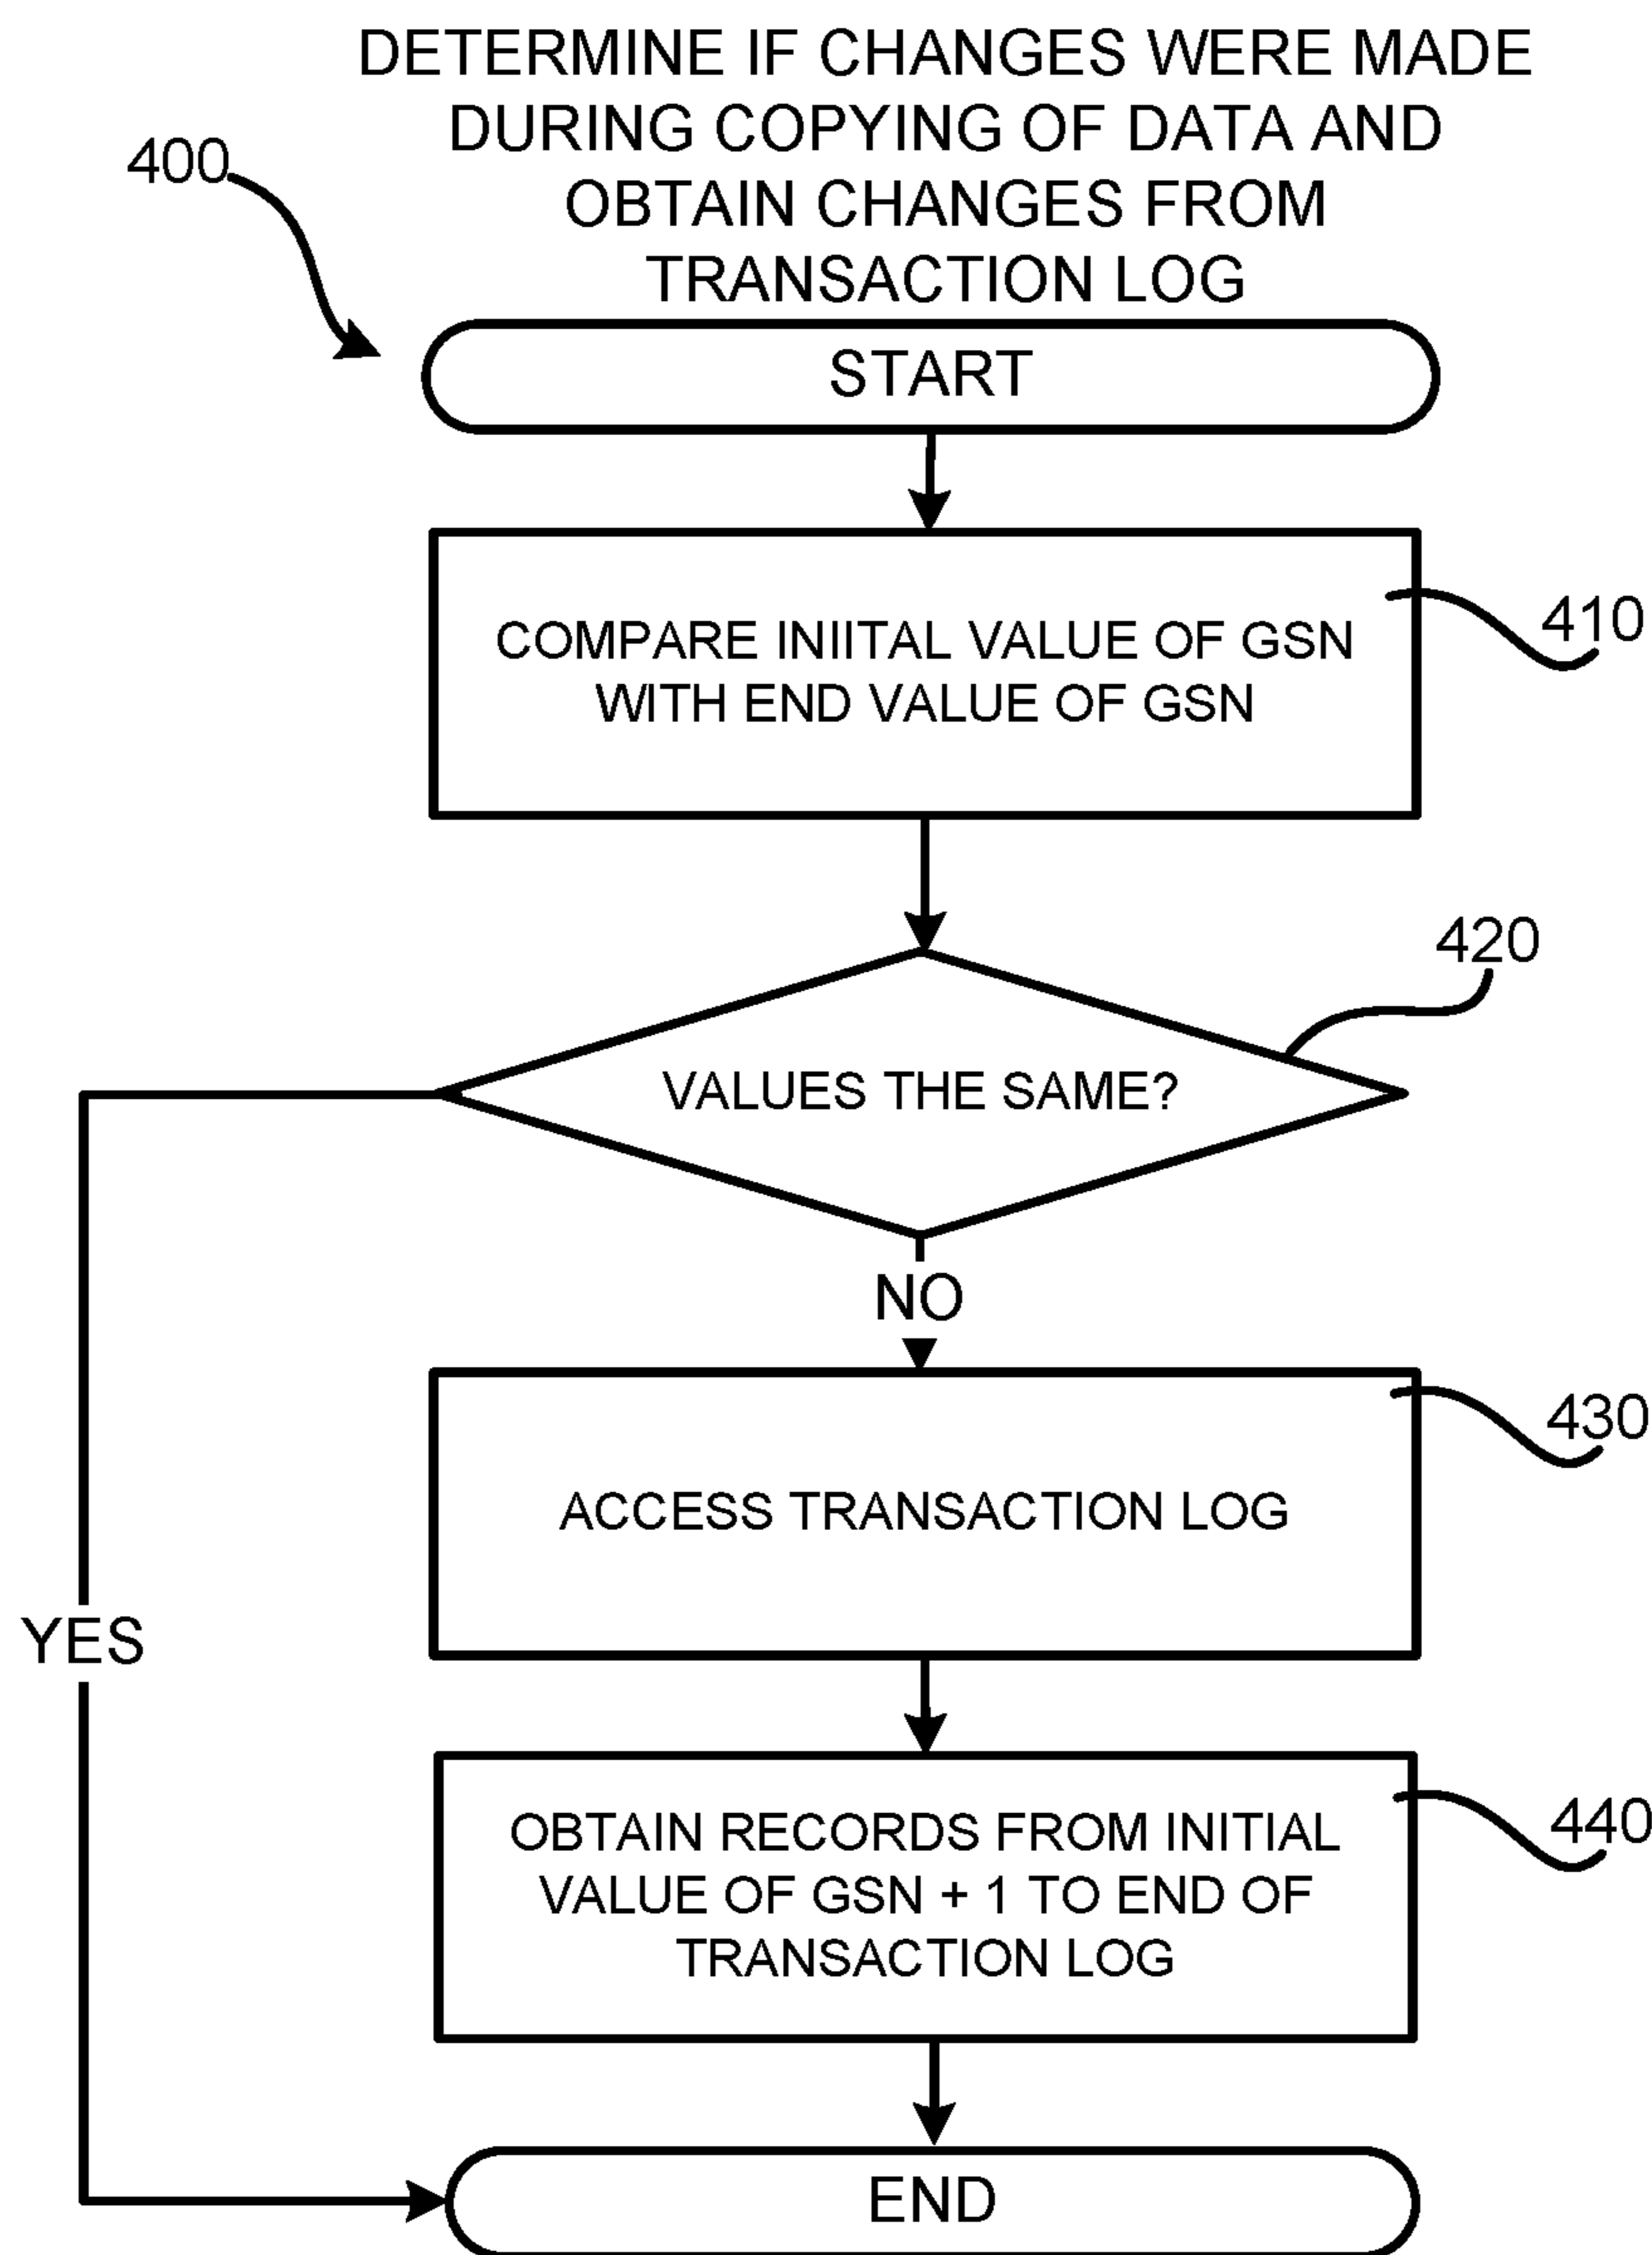 DETERMINE IF CHANGES WERE MADE
DURING COPYING OF DATA AND
OBTAIN CHANGES FROM
TRANSACTION LOG
400
START
COMPARE INIITAL VALUE OF GSN
WITH END VALUE OF GSN
410
420
VALUES THE SAME?
NO
430
ACCESS TRANSACTION LOG
YES
440
OBTAIN RECORDS FROM INITIAL
VALUE OF GSN + 1 TO END OF
TRANSACTION LOG
END